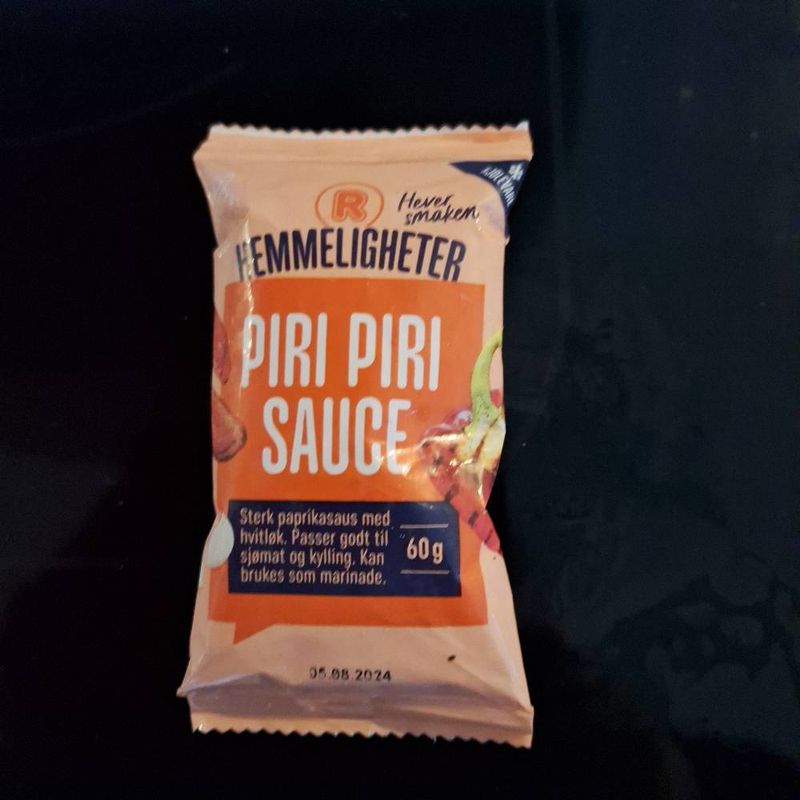 R
Hever
smaken
KJØLEVARE
HEMMELIGHETER
PIRI PIRI
SAUCE
Sterk paprikasaus med
hvitløk. Passer godt til
sjømat og kylling. Kan
brukes som marinade.
60g
05.08.2024